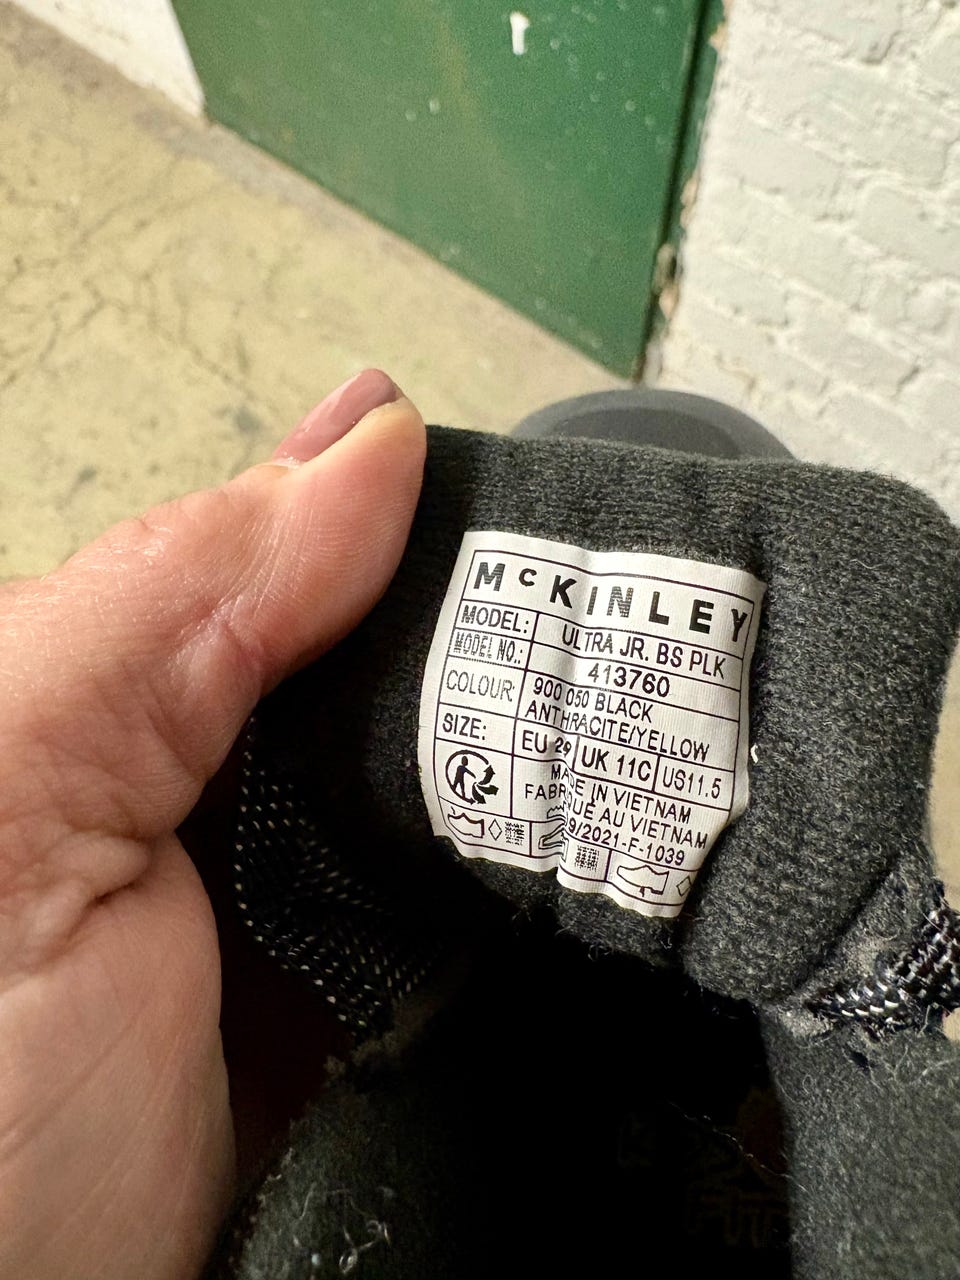 McKINLEY
MODEL: ULTRA JR. BS PLK
MODEL NO.: 413760
COLOUR: 900 050 BLACK
ANTHRACITE/YELLOW
SIZE: EU 29 UK 11C US11.5
MADE IN VIETNAM
FABRIQUÉ AU VIETNAM
9/2021-F-1039